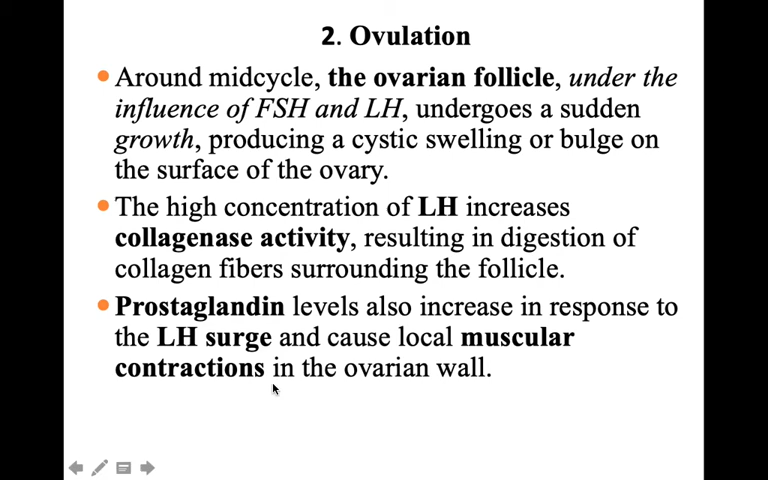 2. Ovulation
Around midcycle, the ovarian follicle, under the
influence of FSH and LH, undergoes a sudden
growth, producing a cystic swelling or bulge on
the surface of the ovary.
The high concentration of LH increases
collagenase activity, resulting in digestion of
collagen fibers surrounding the follicle.
Prostaglandin levels also increase in response to
the LH surge and cause local muscular
contractions in the ovarian wall.